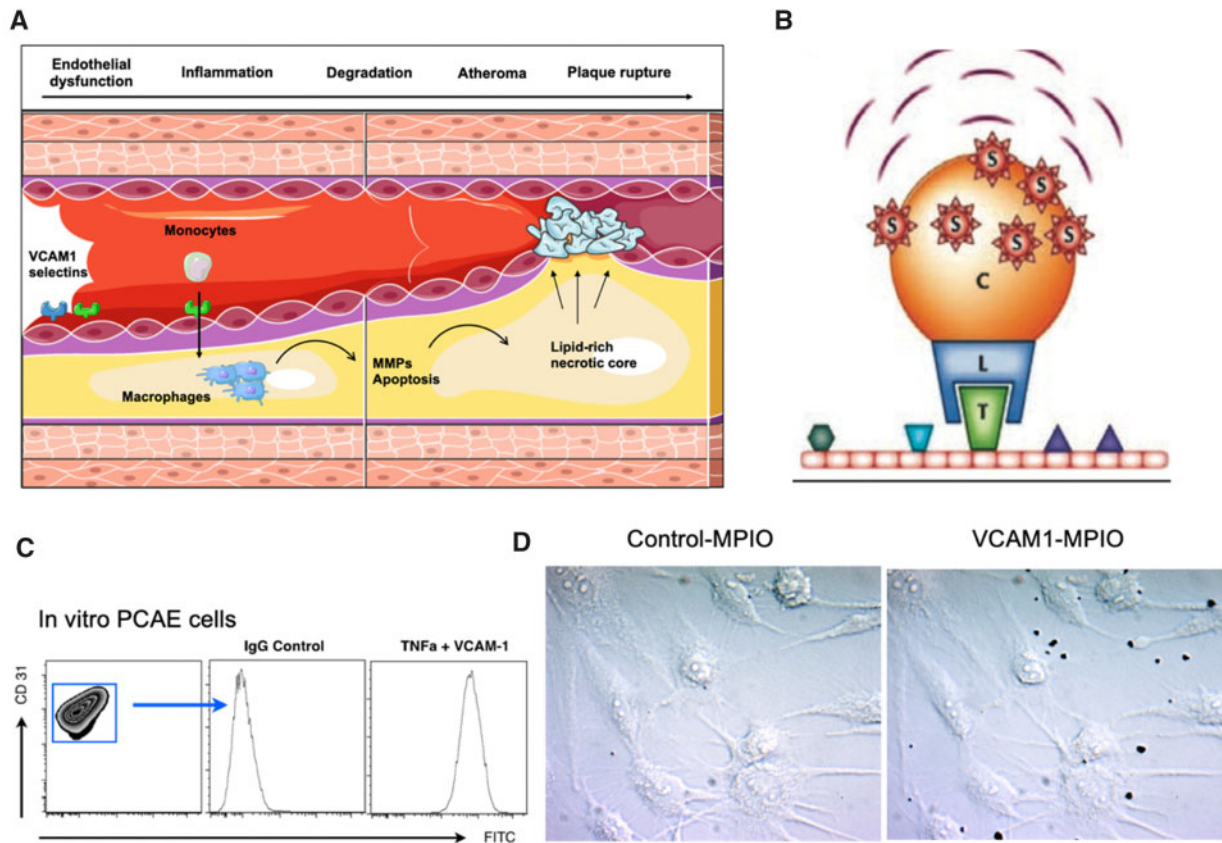 A
Endothelial
dysfunction
Inflammation
Degradation
Atheroma
Plaque rupture
Monocytes
VCAM1
selectins
Macrophages
MMPs
Apoptosis
Lipid-rich
necrotic core
B
S
S
S
S
S
S
C
L
T
C
In vitro PCAE cells
IgG Control
TNFa + VCAM-1
CD 31
FITC
D
Control-MPIO
VCAM1-MPIO